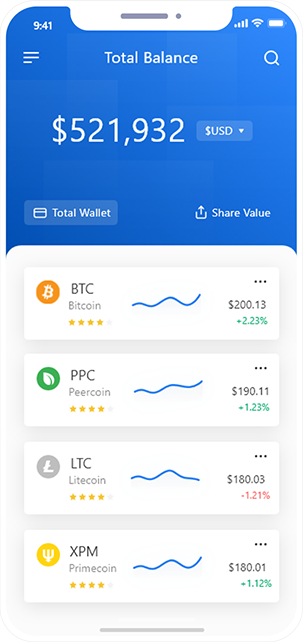 9:41
Total Balance
$521,932 $USD
Total Wallet Share Value
BTC
Bitcoin
$200.13
+2.23%
PPC
Peercoin
$190.11
+1.23%
LTC
Litecoin
$180.03
-1.21%
XPM
Primecoin
$180.01
+1.12%